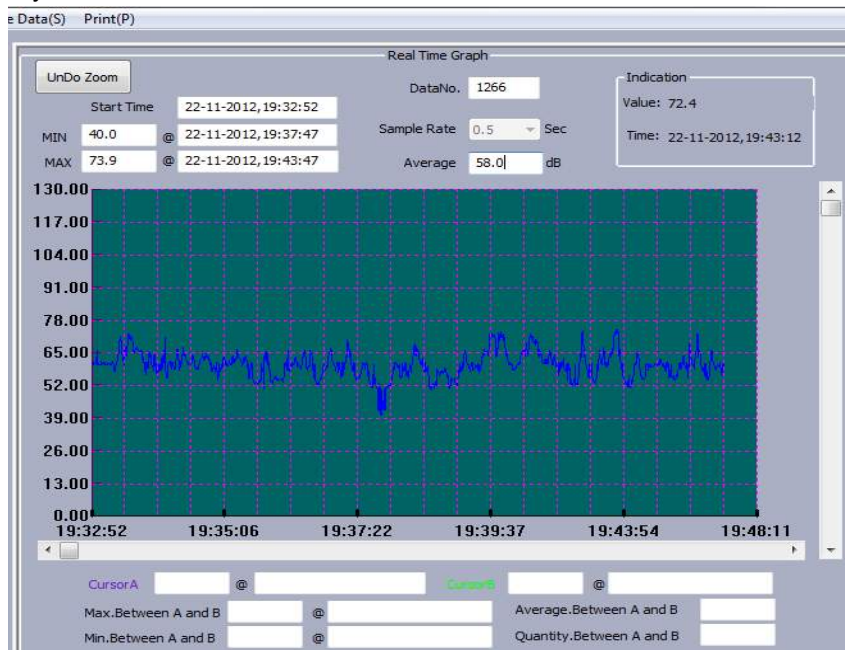 e Data(S) Print(P)
Real Time Graph
UnDo Zoom
DataNo. 1266
Indication
Start Time 22-11-2012,19:32:52
Value: 72.4
MIN 40.0 @ 22-11-2012,19:37:47
Sample Rate 0.5 Sec
Time: 22-11-2012,19:43:12
MAX 73.9 @ 22-11-2012,19:43:47
Average 58.0 dB
130.00
117.00
104.00
91.00
78.00
65.00
52.00
39.00
26.00
13.00
0.00
19:32:52 19:35:06 19:37:22 19:39:37 19:43:54 19:48:11
CursorA @ CursorB @
Max.Between A and B @ Average.Between A and B
Min.Between A and B @ Quantity.Between A and B